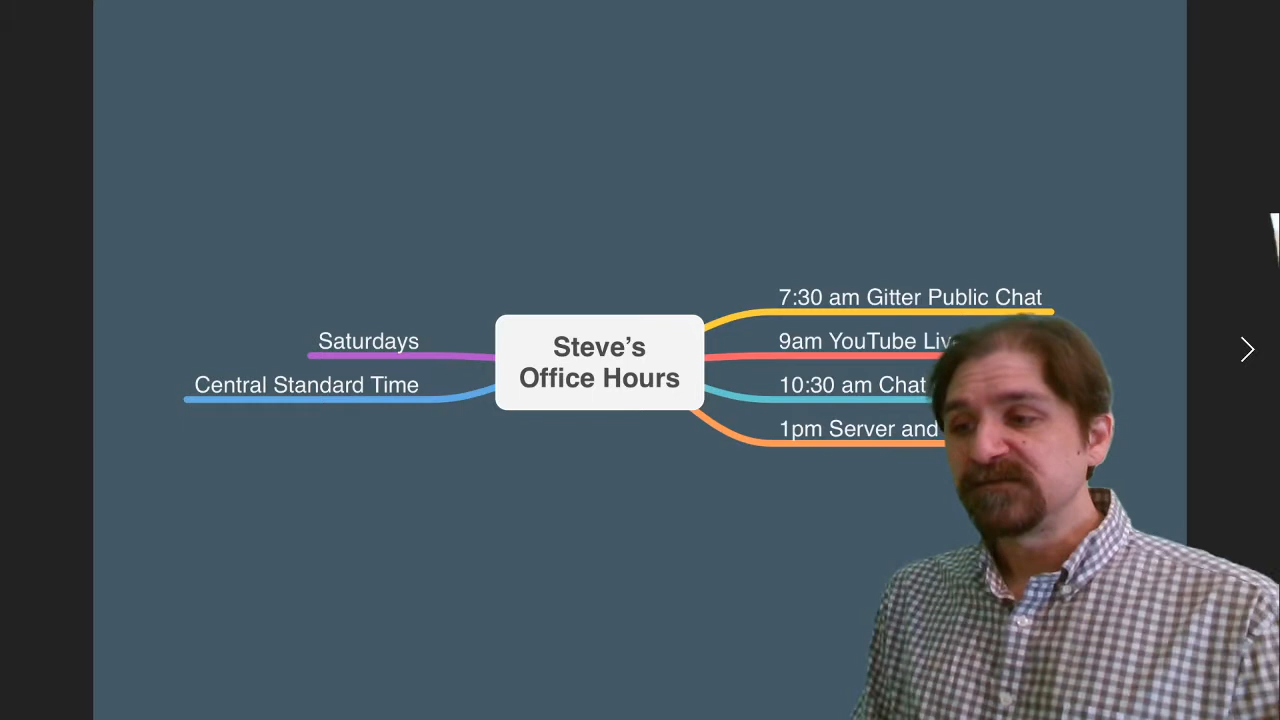 Saturdays
Central Standard Time
Steve’s
Office Hours
7:30 am Gitter Public Chat
9am YouTube
10:30 am Chat
1pm Server and